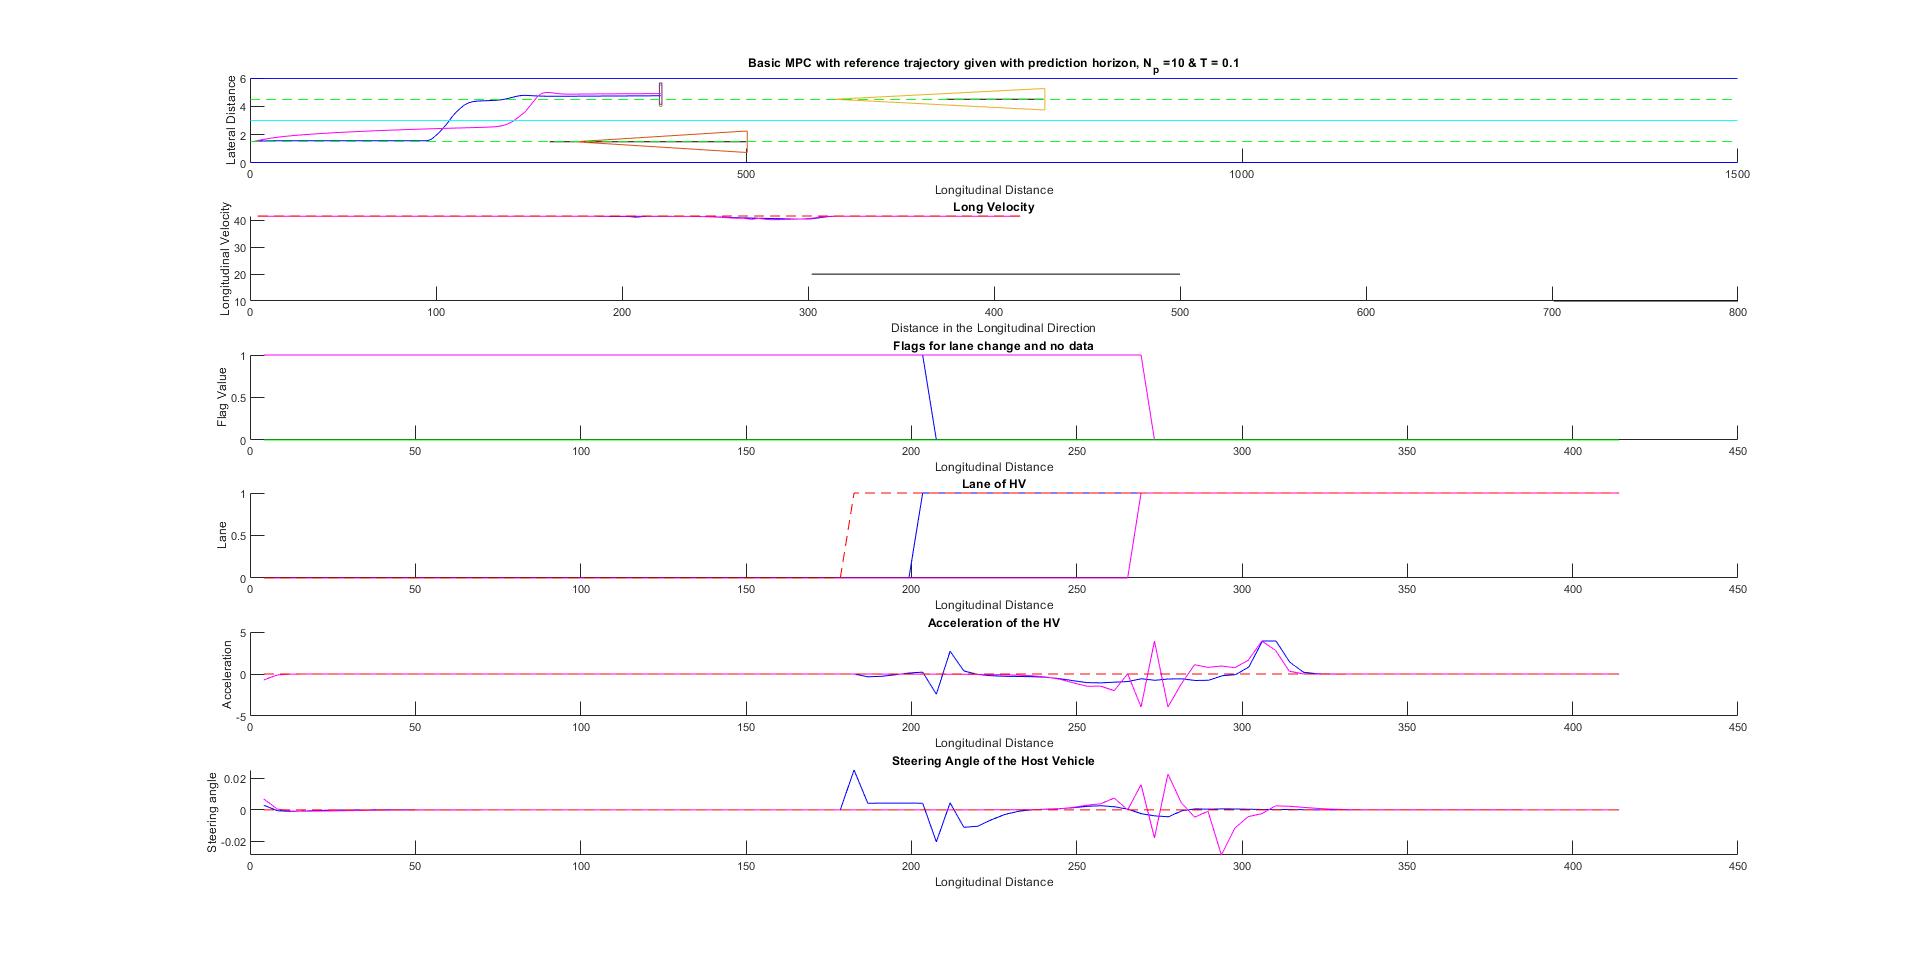 Basic MPC with reference trajectory given with prediction horizon, Np =10 & T = 0.1
Lateral Distance
6
4
2
0
0 500 1000 1500
Longitudinal Distance
Long Velocity
Longitudinal Velocity
40
30
20
10
0 100 200 300 400 500 600 700 800
Distance in the Longitudinal Direction
Flags for lane change and no data
Flag Value
1
0.5
0
0 50 100 150 200 250 300 350 400 450
Longitudinal Distance
Lane of HV
Lane
1
0.5
0
0 50 100 150 200 250 300 350 400 450
Longitudinal Distance
Acceleration of the HV
Acceleration
5
0
-5
0 50 100 150 200 250 300 350 400 450
Longitudinal Distance
Steering Angle of the Host Vehicle
Steering angle
0.02
0
-0.02
0 50 100 150 200 250 300 350 400 450
Longitudinal Distance